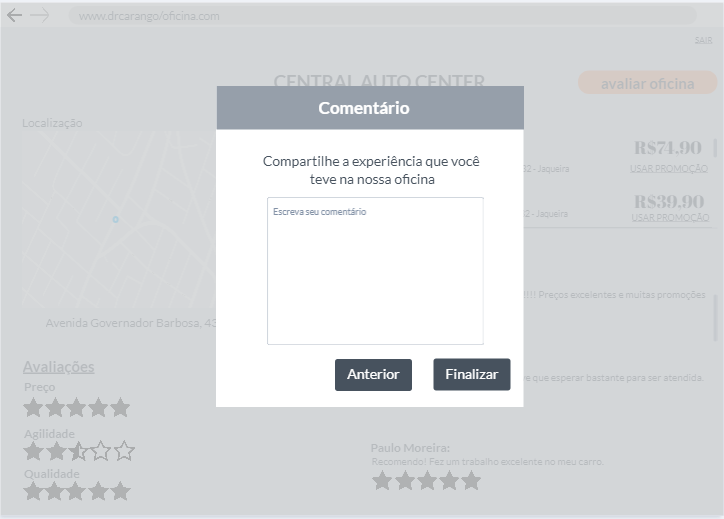 www.drcarango/oficina.com
SAIR
CENTRAL AUTO CENTER
avaliar oficina
Comentário
Localização
Compartilhe a experiência que você
teve na nossa oficina
R$74,90
- Jaqueira
USAR PROMOÇÃO
Escreva seu comentário
R$39,90
- Jaqueira
USAR PROMOÇÃO
!!!! Preços excelentes e muitas promoções
Avenida Governador Barbosa, 43
Avaliações
Preço
Anterior
Finalizar
que esperar bastante para ser atendida.
Agilidade
Paulo Moreira:
Recomendo! Fez um trabalho excelente no meu carro.
Qualidade